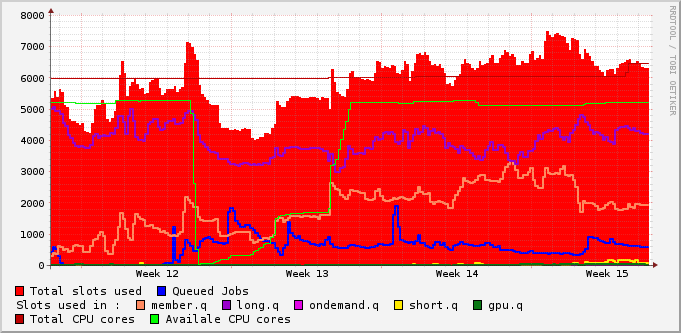 8000
7000
6000
5000
4000
3000
2000
1000
0
Week 12 Week 13 Week 14 Week 15
RRDTOOL / TOBI OETIKER
Total slots used Queued Jobs
Slots used in : member.q long.q ondemand.q short.q gpu.q
Total CPU cores Availale CPU cores